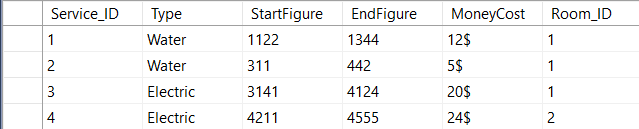 Service_ID Type StartFigure EndFigure MoneyCost Room_ID
1 Water 1122 1344 12$ 1
2 Water 311 442 5$ 1
3 Electric 3141 4124 20$ 1
4 Electric 4211 4555 24$ 2